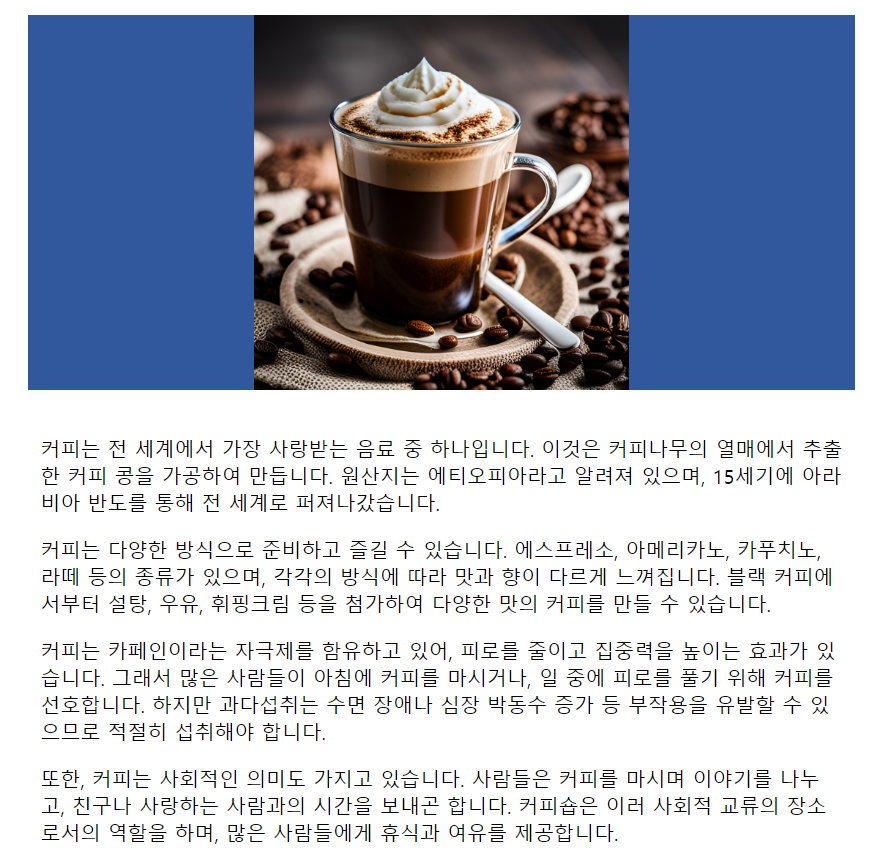 커피는 전 세계에서 가장 사랑받는 음료 중 하나입니다. 이것은 커피나무의 열매에서 추출
한 커피 콩을 가공하여 만듭니다. 원산지는 에티오피아라고 알려져 있으며, 15세기에 아라
비아 반도를 통해 전 세계로 퍼져나갔습니다.
커피는 다양한 방식으로 준비하고 즐길 수 있습니다. 에스프레소, 아메리카노, 카푸치노,
라떼 등의 종류가 있으며, 각각의 방식에 따라 맛과 향이 다르게 느껴집니다. 블랙 커피에
서부터 설탕, 우유, 휘핑크림 등을 첨가하여 다양한 맛의 커피를 만들 수 있습니다.
커피는 카페인이라는 자극제를 함유하고 있어, 피로를 줄이고 집중력을 높이는 효과가 있
습니다. 그래서 많은 사람들이 아침에 커피를 마시거나, 일 중에 피로를 풀기 위해 커피를
선호합니다. 하지만 과다섭취는 수면 장애나 심장 박동수 증가 등 부작용을 유발할 수 있
으므로 적절히 섭취해야 합니다.
또한, 커피는 사회적인 의미도 가지고 있습니다. 사람들은 커피를 마시며 이야기를 나누
고, 친구나 사랑하는 사람과의 시간을 보내곤 합니다. 커피숍은 이러 사회적 교류의 장소
로서의 역할을 하며, 많은 사람들에게 휴식과 여유를 제공합니다.